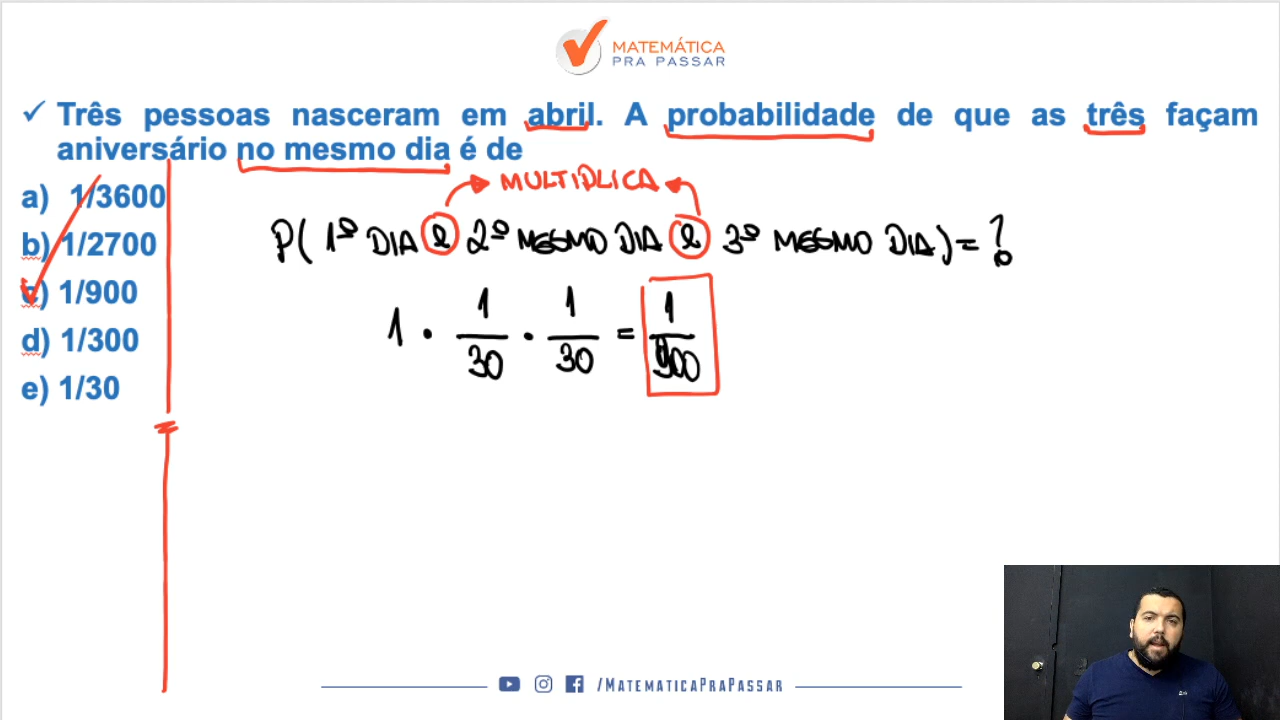 MATEMÁTICA
PRA PASSAR
✓ Três pessoas nasceram em abril. A probabilidade de que as três façam
aniversário no mesmo dia é de
MULTIPLICA
a) 1/3600
P( 1º DIA e 2º MESMO DIA e 3º MESMO DIA ) = ?
b) 1/2700
c) 1/900
1 · 1/30 · 1/30 = 1/900
d) 1/300
e) 1/30
/MATEMATICAPRAPASSAR